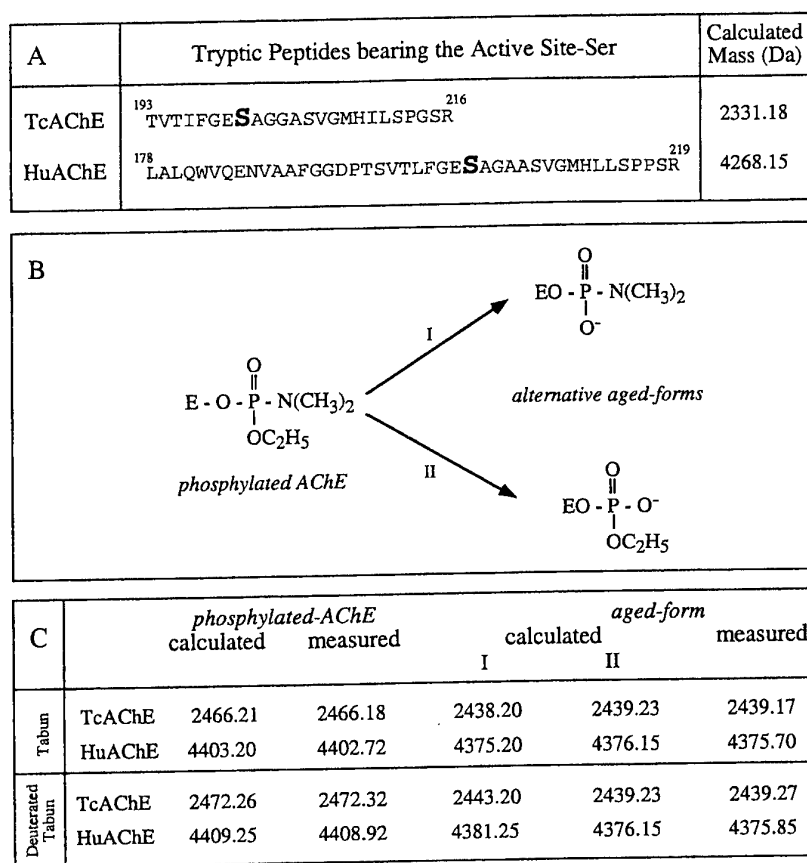 A
Tryptic Peptides bearing the Active Site-Ser
Calculated Mass (Da)
TcAChE
193 TVTIFGESAGGASVGMHILSPGSR 216
2331.18
HuAChE
178 LALQWVQENVAAFGGDPTSVTLFGESAGAASVGMHLLSPPSR 219
4268.15
B
O
EO - P - N(CH3)2
O-
I
O
E - O - P - N(CH3)2
OC2H5
alternative aged-forms
phosphylated AChE
II
O
EO - P - O-
OC2H5
C
phosphylated-AChE
aged-form
calculated measured calculated measured
I II
Tabun
TcAChE 2466.21 2466.18 2438.20 2439.23 2439.17
HuAChE 4403.20 4402.72 4375.20 4376.15 4375.70
Deuterated Tabun
TcAChE 2472.26 2472.32 2443.20 2439.23 2439.27
HuAChE 4409.25 4408.92 4381.25 4376.15 4375.85